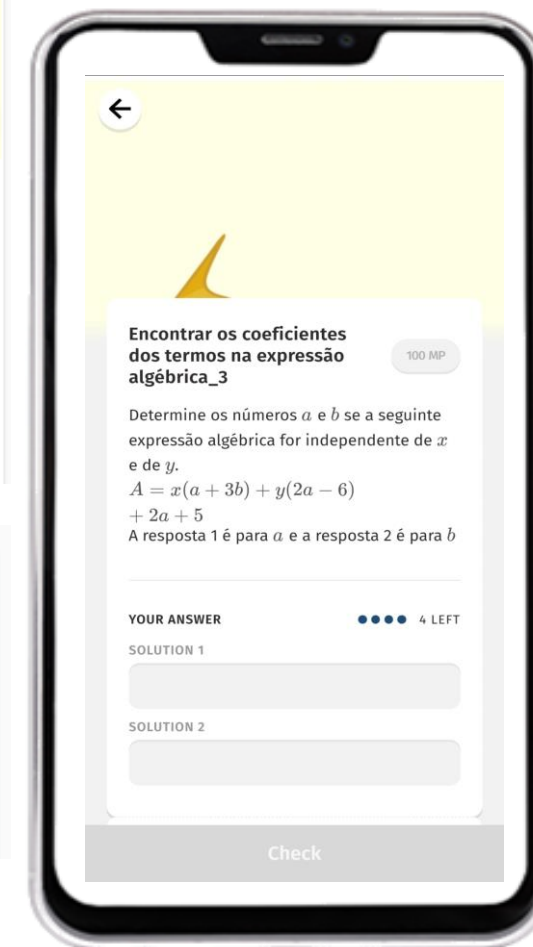 Encontrar os coeficientes
dos termos na expressão
algébrica_3
100 MP
Determine os números a e b se a seguinte
expressão algébrica for independente de x
e de y.
A = x(a + 3b) + y(2a − 6)
+ 2a + 5
A resposta 1 é para a e a resposta 2 é para b
YOUR ANSWER
4 LEFT
SOLUTION 1
SOLUTION 2
Check